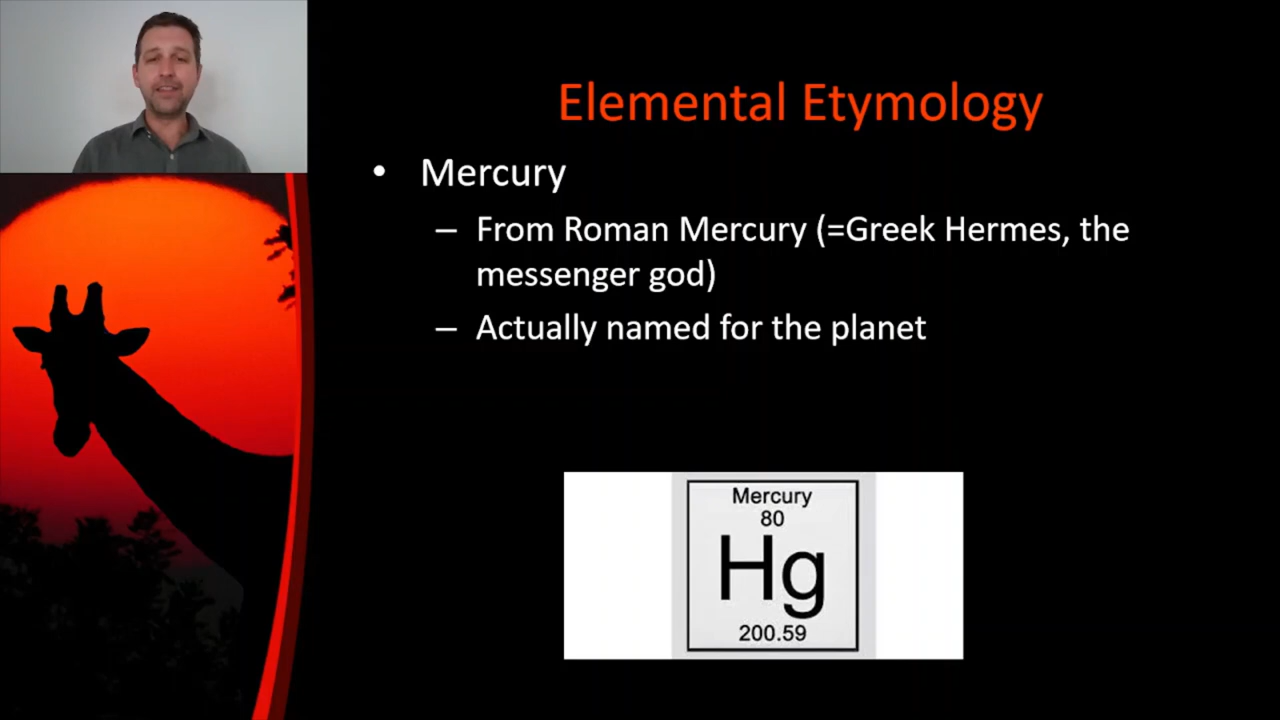 Elemental Etymology
• Mercury
– From Roman Mercury (=Greek Hermes, the
messenger god)
– Actually named for the planet
Mercury
80
Hg
200.59